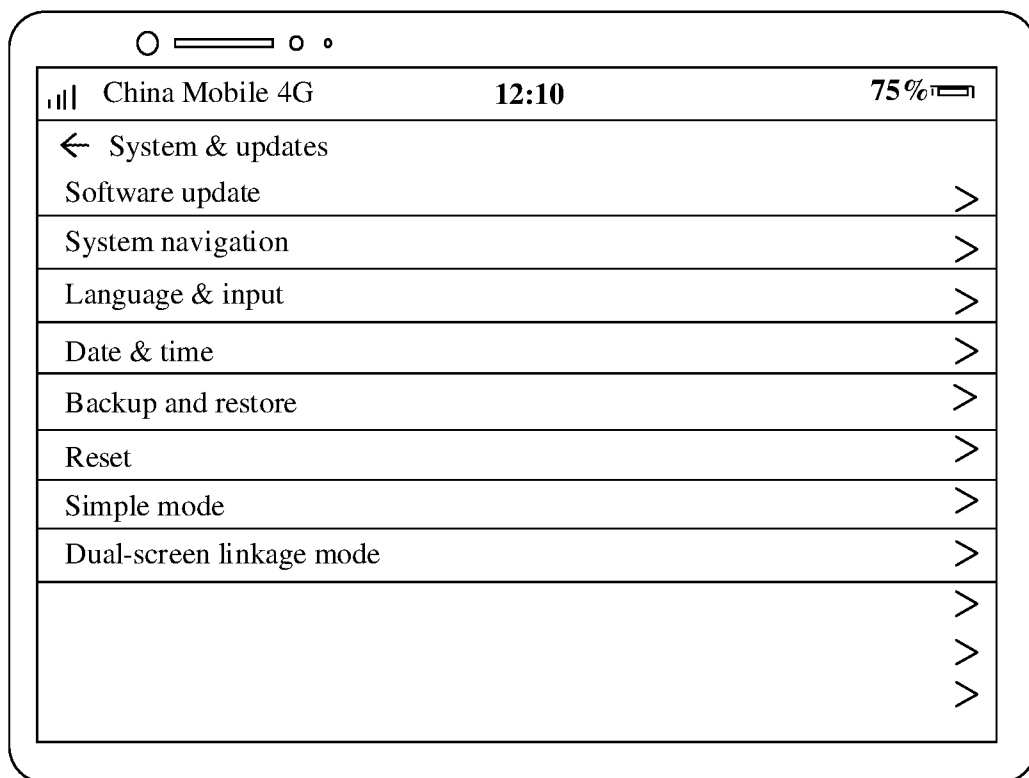 China Mobile 4G 12:10 75%
System & updates
Software update
System navigation
Language & input
Date & time
Backup and restore
Reset
Simple mode
Dual-screen linkage mode